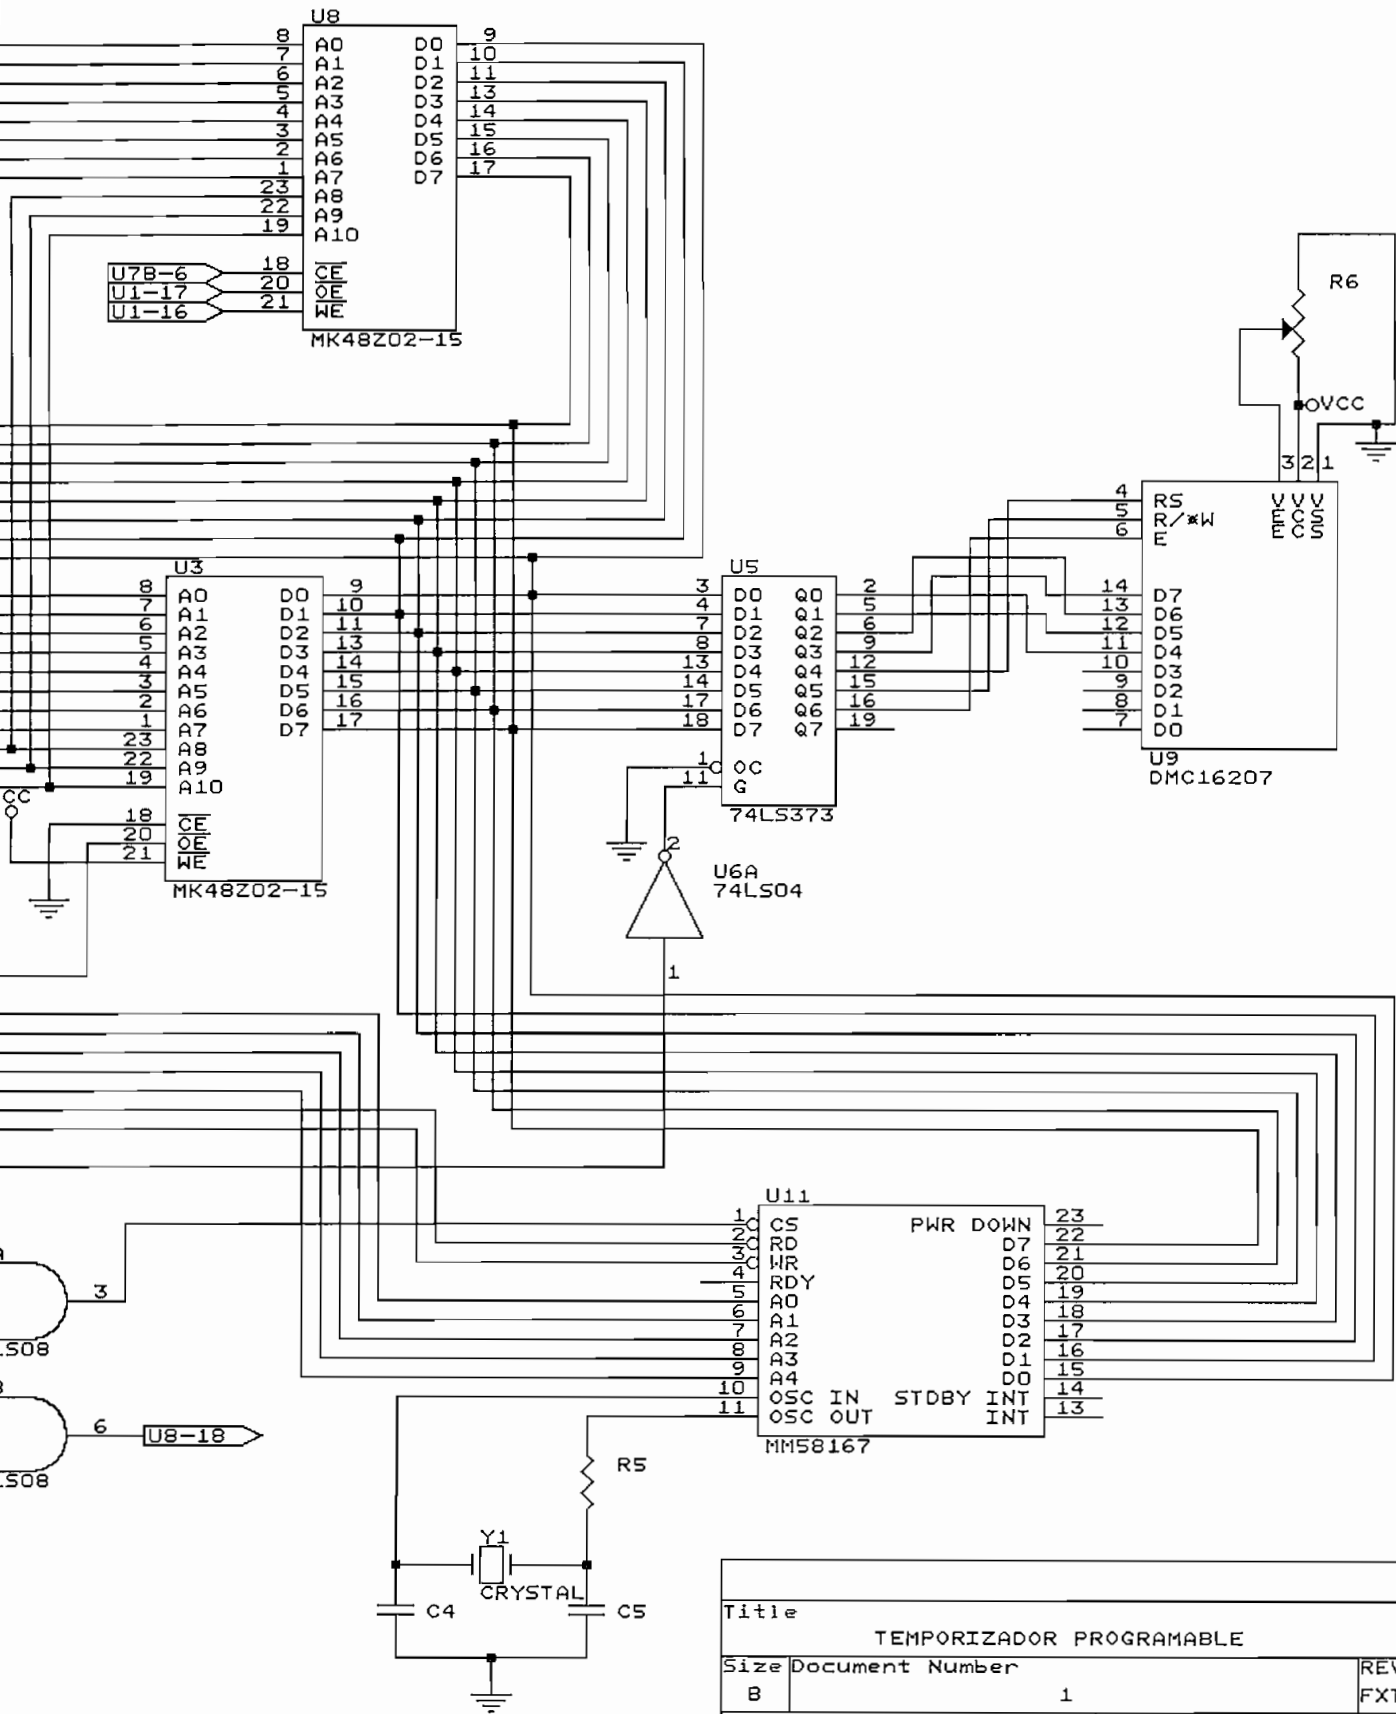 U8
8 A0 D0 9
7 A1 D1 10
6 A2 D2 11
5 A3 D3 13
4 A4 D4 14
3 A5 D5 15
2 A6 D6 16
1 A7 D7 17
23 A8
22 A9
19 A10
U7B-6 18 CE
U1-17 20 OE
U1-16 21 WE
MK48Z02-15
R6
VCC
3 2 1
VEE VCC VSS
4 RS
5 R/*W
6 E
14 D7
13 D6
12 D5
11 D4
10 D3
9 D2
8 D1
7 D0
U9
DMC16207
U3
8 A0 D0 9
7 A1 D1 10
6 A2 D2 11
5 A3 D3 13
4 A4 D4 14
3 A5 D5 15
2 A6 D6 16
1 A7 D7 17
23 A8
22 A9
19 A10
CC
18 CE
20 OE
21 WE
MK48Z02-15
U5
3 D0 Q0 2
4 D1 Q1 5
7 D2 Q2 6
8 D3 Q3 9
13 D4 Q4 12
14 D5 Q5 15
17 D6 Q6 16
18 D7 Q7 19
1 OC
11 G
74LS373
2
U6A
74LS04
1
U11
1 CS PWR DOWN 23
2 RD D7 22
3 WR D6 21
4 RDY D5 20
5 A0 D4 19
6 A1 D3 18
7 A2 D2 17
8 A3 D1 16
9 A4 D0 15
10 OSC IN STDBY INT 14
11 OSC OUT INT 13
MM58167
3
LS08
6 U8-18
LS08
R5
Y1
CRYSTAL
C4
C5
Title
TEMPORIZADOR PROGRAMABLE
Size Document Number REV
B 1 FXT